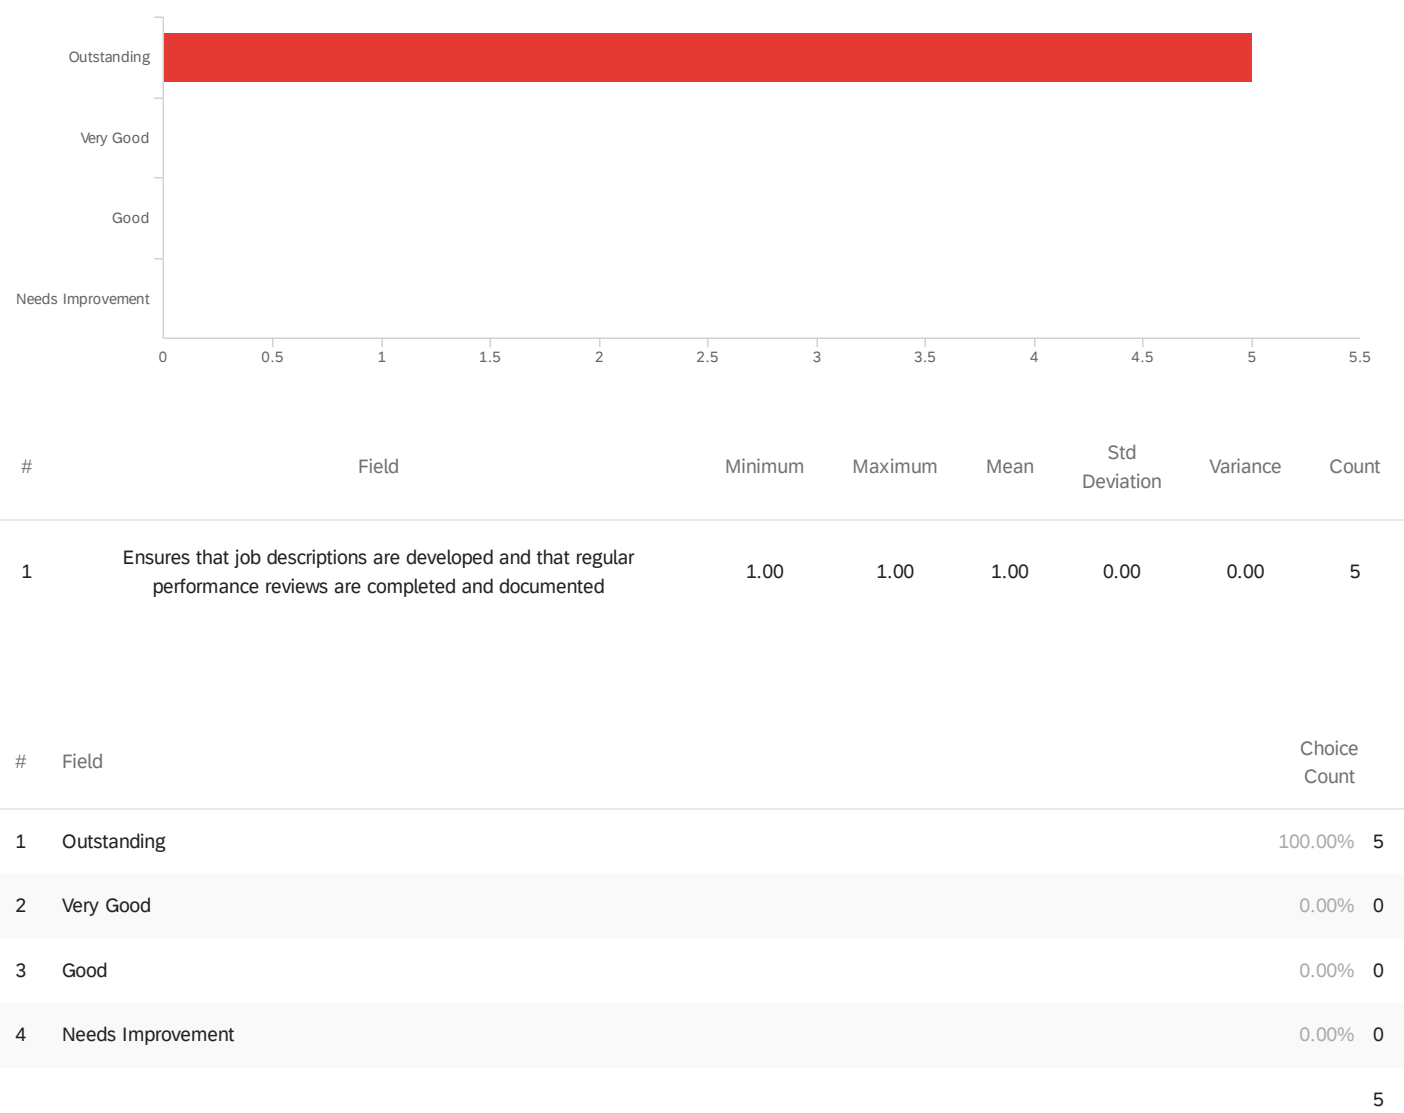 Outstanding
Very Good
Good
Needs Improvement
0 0.5 1 1.5 2 2.5 3 3.5 4 4.5 5 5.5
# Field Minimum Maximum Mean Std Deviation Variance Count
1 Ensures that job descriptions are developed and that regular performance reviews are completed and documented 1.00 1.00 1.00 0.00 0.00 5
# Field Choice Count
1 Outstanding 100.00% 5
2 Very Good 0.00% 0
3 Good 0.00% 0
4 Needs Improvement 0.00% 0
5